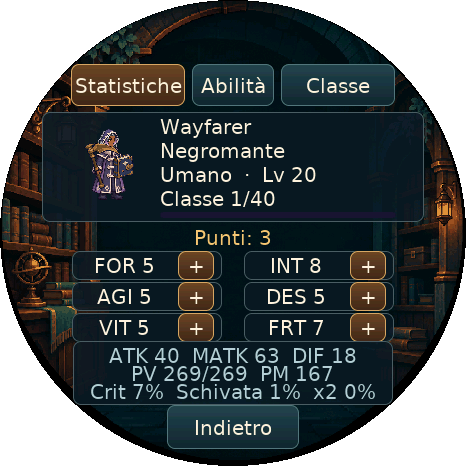 Statistiche Abilità Classe
Wayfarer
Negromante
Umano · Lv 20
Classe 1/40
Punti: 3
FOR 5 + INT 8 +
AGI 5 + DES 5 +
VIT 5 + FRT 7 +
ATK 40 MATK 63 DIF 18
PV 269/269 PM 167
Crit 7% Schivata 1% x2 0%
Indietro